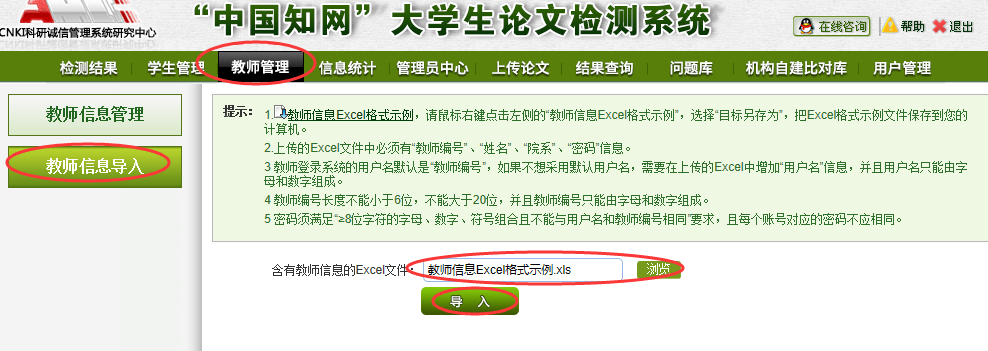 “中国知网”大学生论文检测系统
CNKI科研诚信管理系统研究中心
在线咨询 帮助 退出
检测结果 学生管理 教师管理 信息统计 管理员中心 上传论文 结果查询 问题库 机构自建比对库 用户管理
教师信息管理
教师信息导入
提示： 1.教师信息Excel格式示例，请鼠标右键点击左侧的“教师信息Excel格式示例”，选择“目标另存为”，把Excel格式示例文件保存到您的
计算机。
2.上传的Excel文件中必须有“教师编号”、“姓名”、“院系”、“密码”信息。
3 教师登录系统的用户名默认是“教师编号”，如果不想采用默认用户名，需要在上传的Excel中增加“用户名”信息，并且用户名只能由字
母和数字组成。
4 教师编号长度不能小于6位，不能大于20位，并且教师编号只能由字母和数字组成。
5 密码须满足“≥8位字符的字母、数字、符号组合且不能与用户名和教师编号相同”要求，且每个账号对应的密码不应相同。
含有教师信息的Excel文件： 教师信息Excel格式示例.xls 浏览
导 入